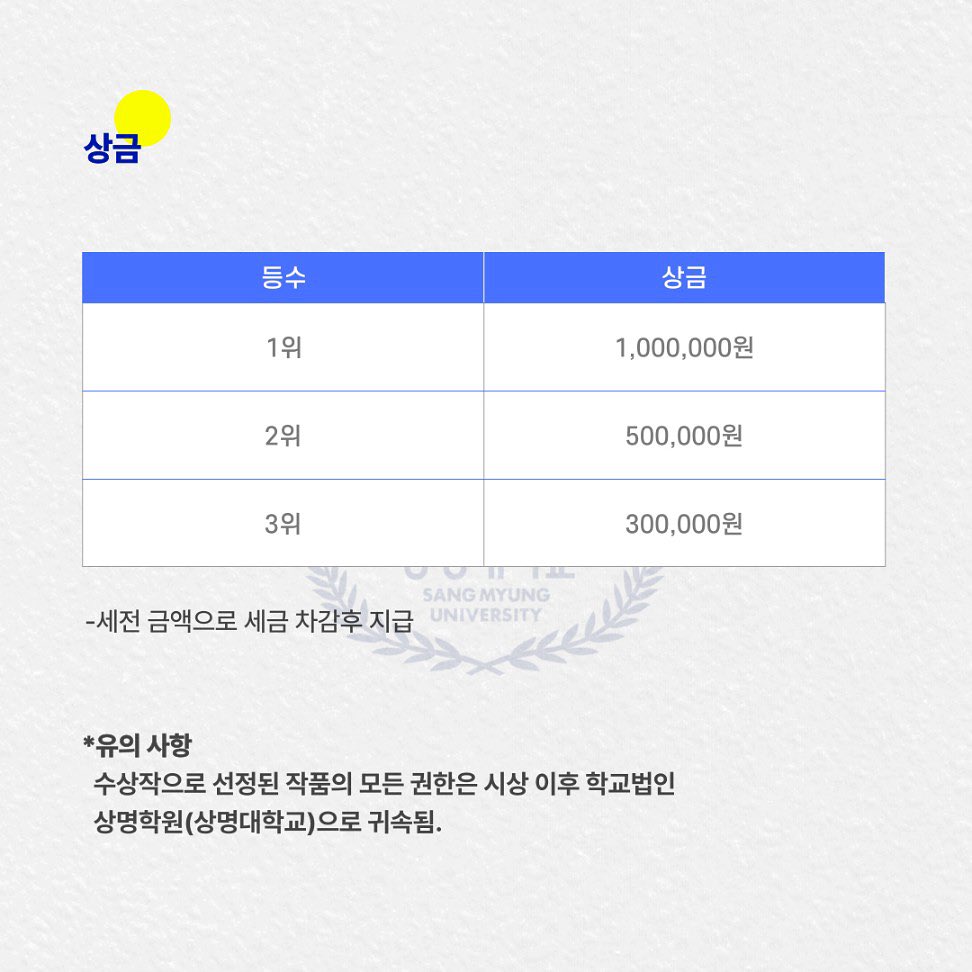 상금
등수 상금
1위 1,000,000원
2위 500,000원
3위 300,000원
SANG MYUNG
UNIVERSITY
-세전 금액으로 세금 차감후 지급
*유의 사항
수상작으로 선정된 작품의 모든 권한은 시상 이후 학교법인
상명학원(상명대학교)으로 귀속됨.